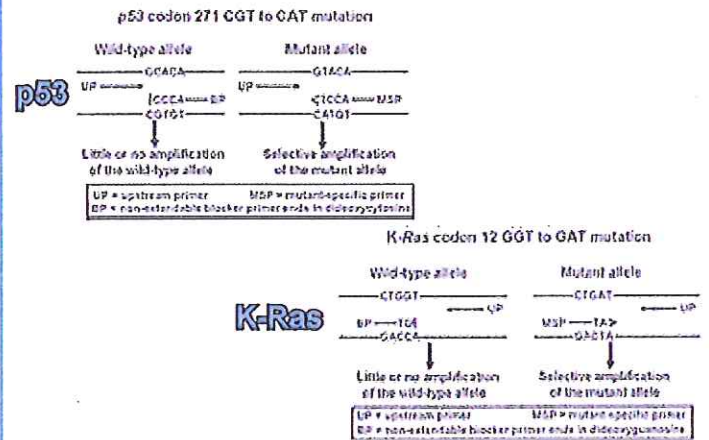 p53 codon 271 CGT to CAT mutation
Wild-type allele Mutant allele
GCACA GTACA
UP UP
p53
BP MSP
CGTGT CATGT
Little or no amplification of the wild-type allele
Selective amplification of the mutant allele
UP = upstream primer MSP = mutant-specific primer
BP = non-extendable blocker primer ends in dideoxycytosine
K-Ras codon 12 GGT to GAT mutation
Wild-type allele Mutant allele
CTGGT CTGAT
UP UP
K-Ras
BP MSP
GACCA GACTA
Little or no amplification of the wild-type allele
Selective amplification of the mutant allele
UP = upstream primer MSP = mutant specific primer
BP = non-extendable blocker primer ends in dideoxyguanosine